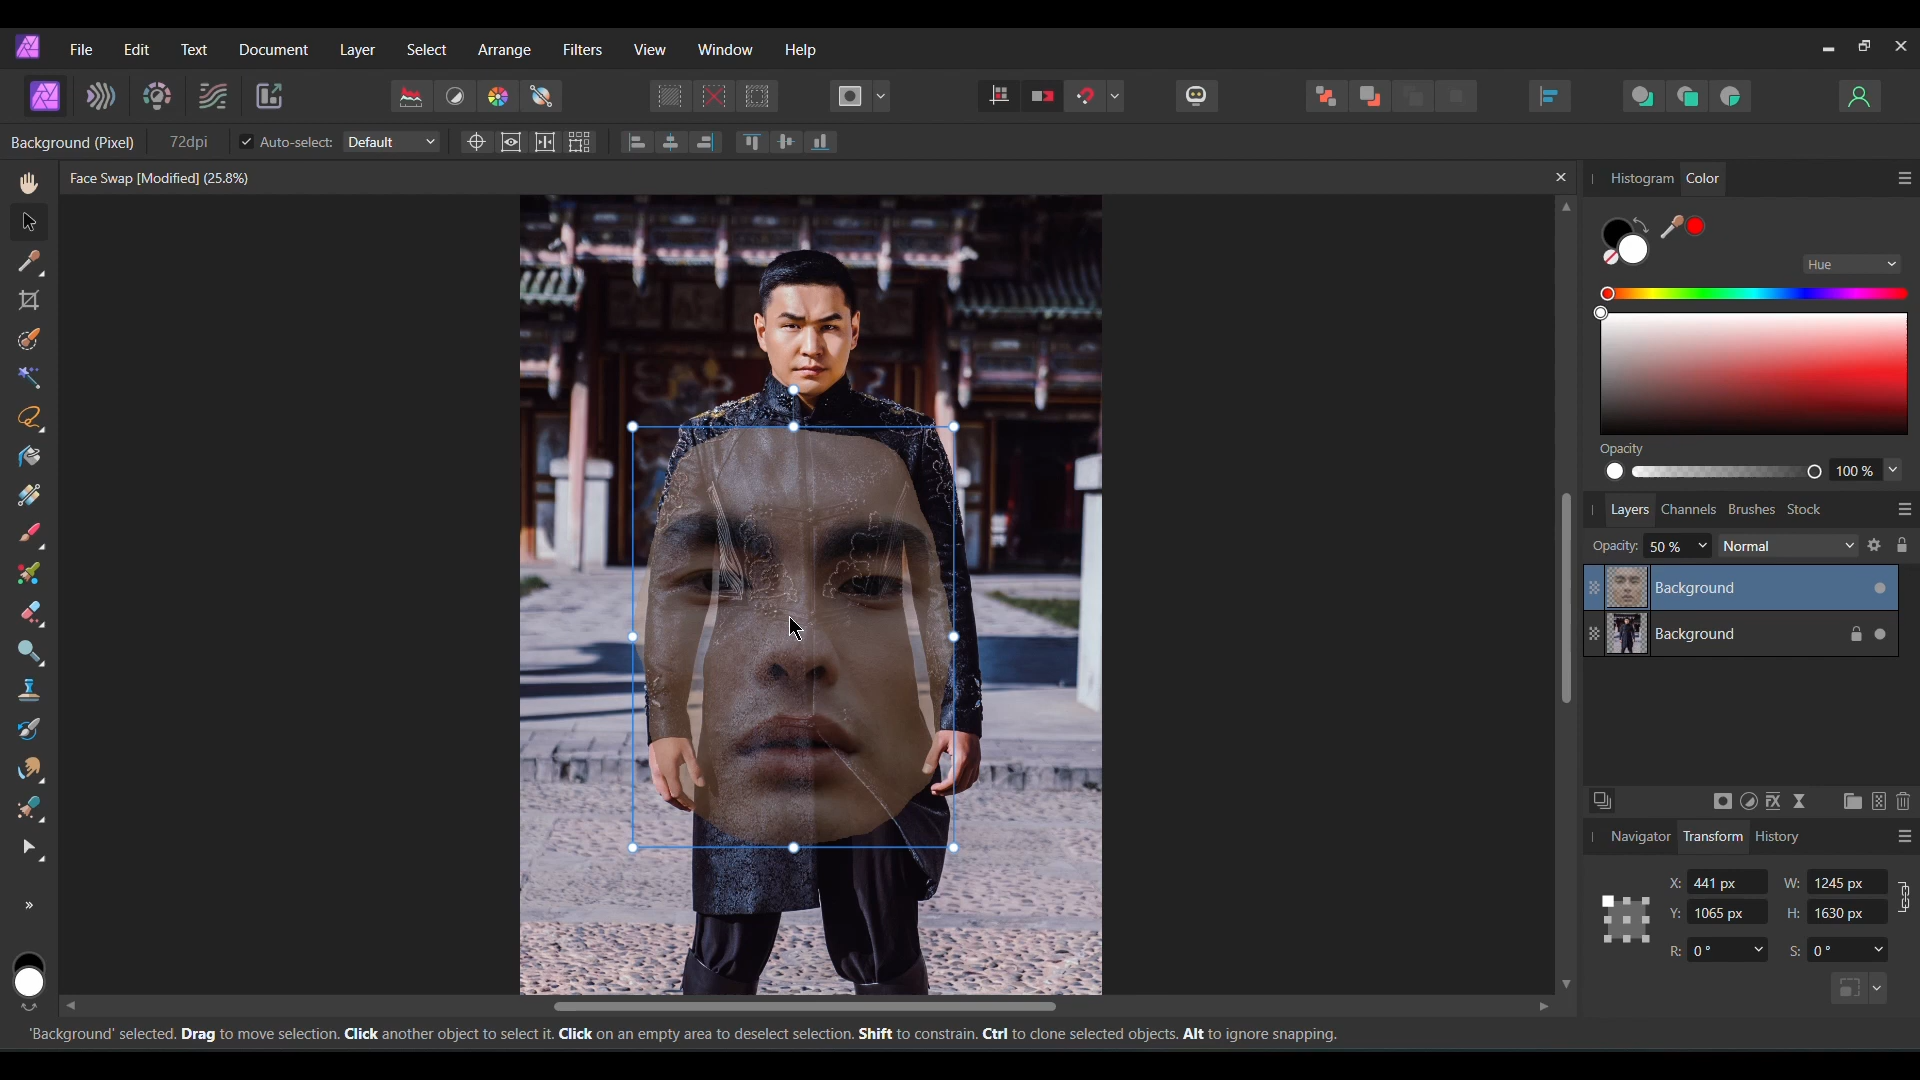 File Edit Text Document Layer Select Arrange Filters View Window Help
Background (Pixel) 72dpi Auto-select: Default
Face Swap [Modified] (25.8%)
Histogram Color
Hue
Opacity
100 %
Layers Channels Brushes Stock
Opacity: 50 % Normal
Background
Background
Navigator Transform History
X: 441 px W: 1245 px
Y: 1065 px H: 1630 px
R: 0 ° S: 0 °
'Background' selected. Drag to move selection. Click another object to select it. Click on an empty area to deselect selection. Shift to constrain. Ctrl to clone selected objects. Alt to ignore snapping.